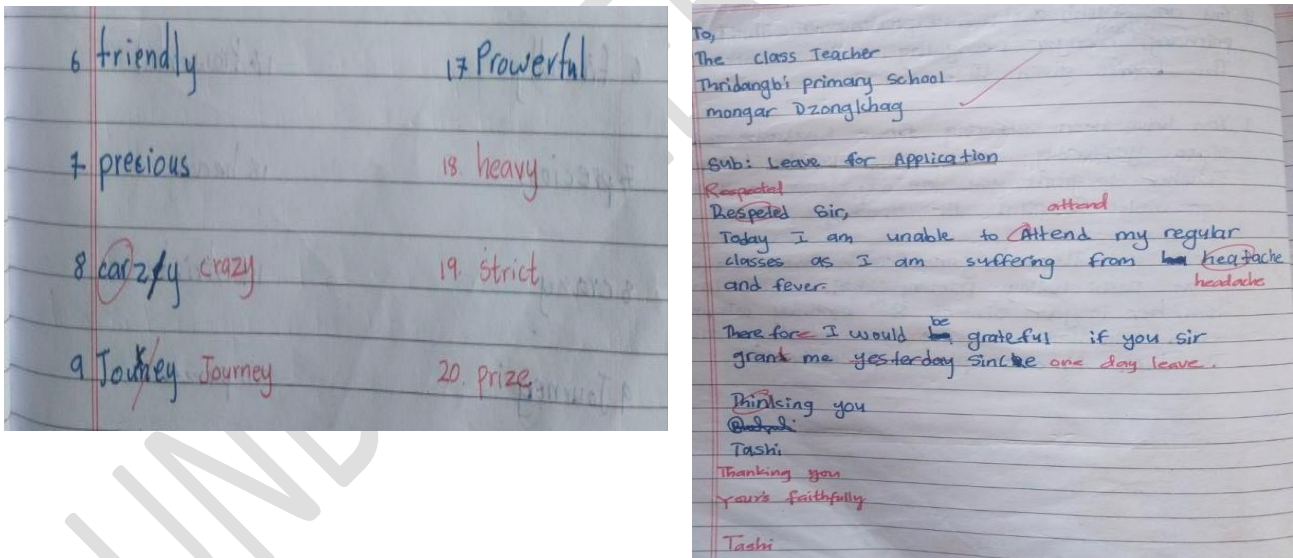 6 friendly
17 Prowerful
7 precious
18. heavy
8 carzy crazy
19. Strict
9 Journey Journey
20. prize
To,
The class Teacher
Thridangbi primary School
mongar Dzongkhag
Sub: Leave for Application
Respected
Respeted Sir,
attend
Today I am unable to Attend my regular
classes as I am suffering from heatache
and fever.
headache
be
There fore I would grateful if you sir
grant me yesterday since one day leave.
Thinking you
Tashi
Thanking you
Your's faithfully
Tashi